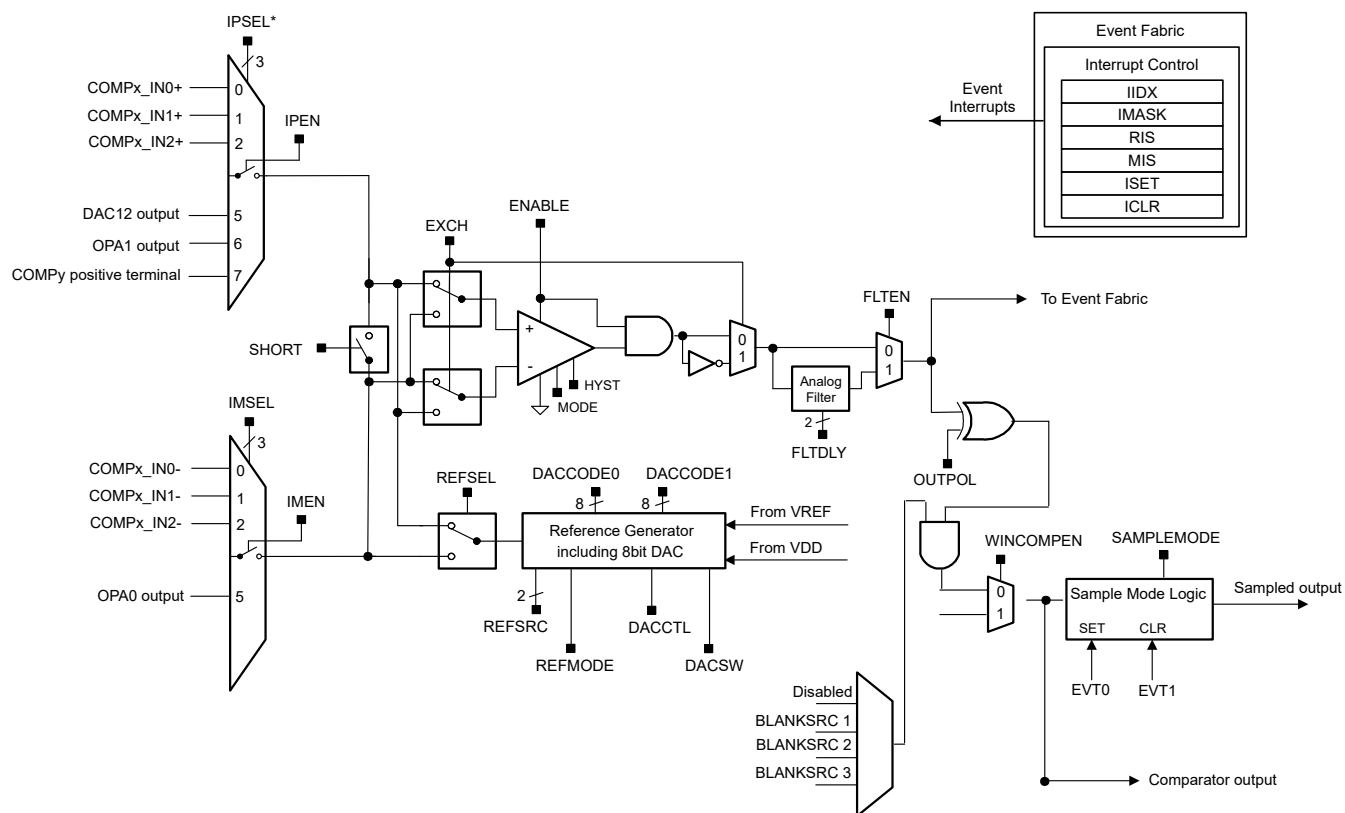 IPSEL*
3
COMPx_IN0+
0
COMPx_IN1+
1
COMPx_IN2+
2
IPEN
DAC12 output
5
OPA1 output
6
COMPy positive terminal
7
SHORT
IMSEL
3
COMPx_IN0-
0
COMPx_IN1-
1
COMPx_IN2-
2
IMEN
OPA0 output
5
EXCH
ENABLE
+
-
HYST
MODE
0
1
Analog
Filter
2
FLTDLY
FLTEN
0
1
To Event Fabric
OUTPOL
REFSEL
DACCODE0
DACCODE1
8
8
Reference Generator
including 8bit DAC
From VREF
From VDD
2
REFSRC
REFMODE
DACCTL
DACSW
Disabled
BLANKSRC 1
BLANKSRC 2
BLANKSRC 3
WINCOMPEN
0
1
SAMPLEMODE
Sample Mode Logic
SET
CLR
EVT0
EVT1
Sampled output
Comparator output
Event Fabric
Interrupt Control
IIDX
IMASK
RIS
MIS
ISET
ICLR
Event
Interrupts